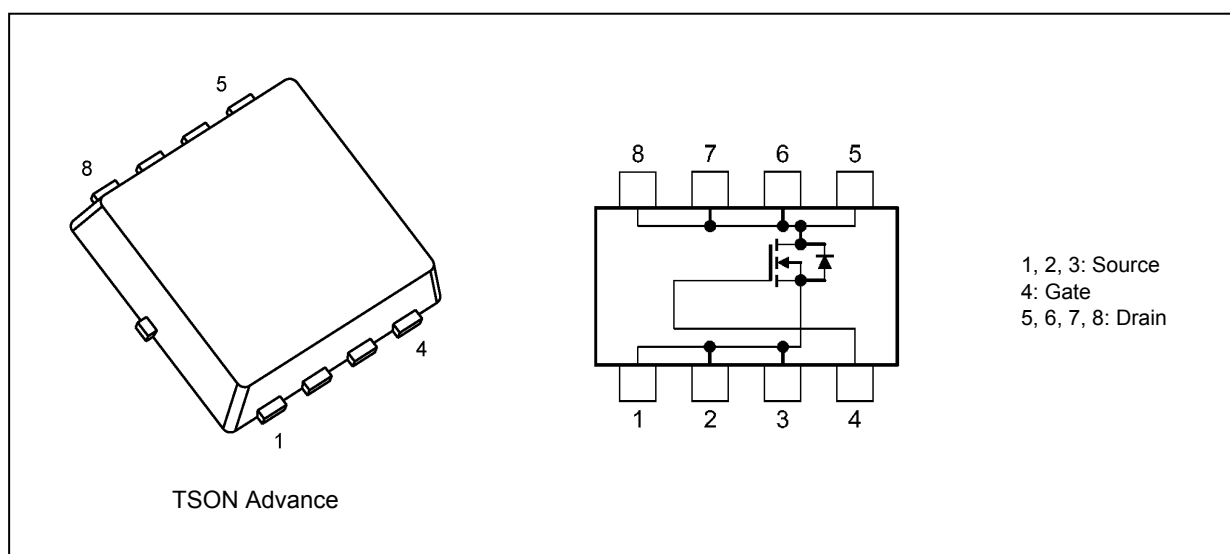 5
8
4
1
TSON Advance
8 7 6 5
1 2 3 4
1, 2, 3: Source
4: Gate
5, 6, 7, 8: Drain